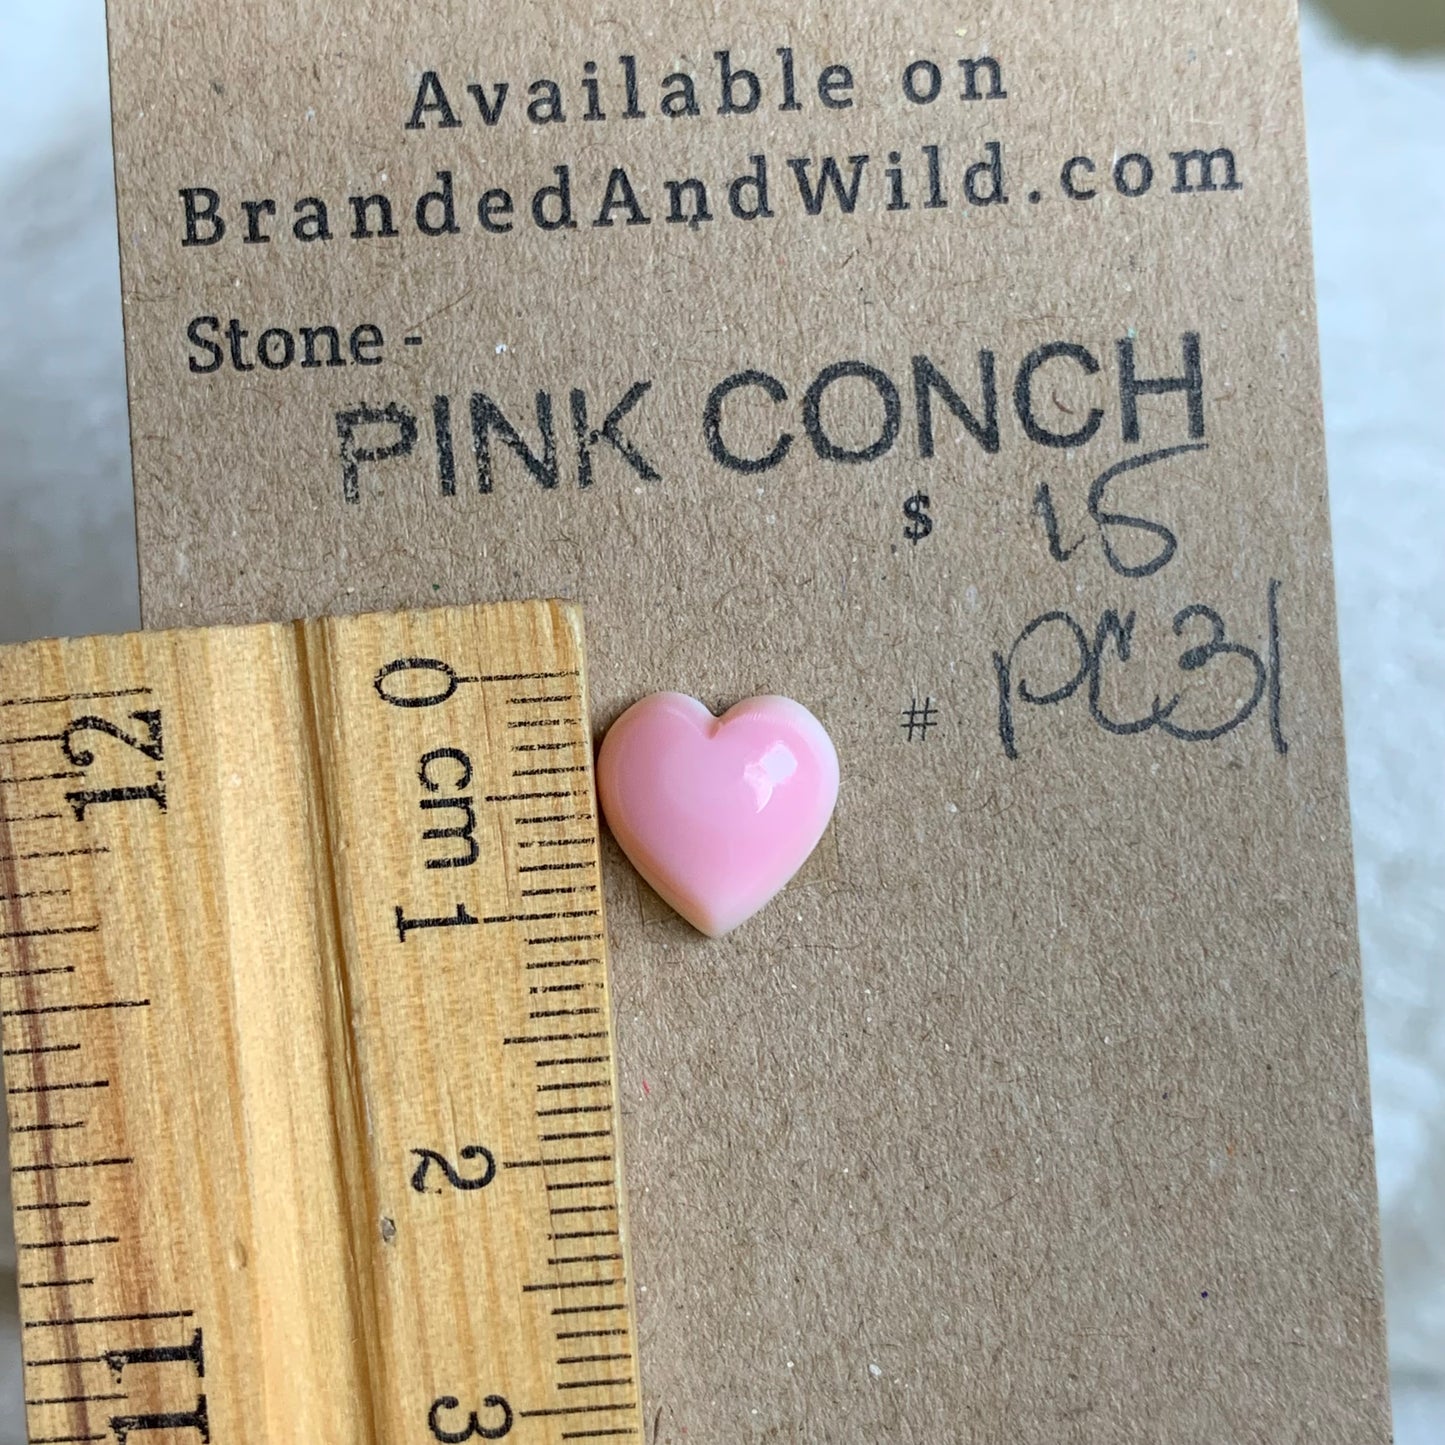 Available on
BrandedAndWild.com
Stone -
PINK CONCH
$ 15
# PC31
0 cm 1 2 3
12 11